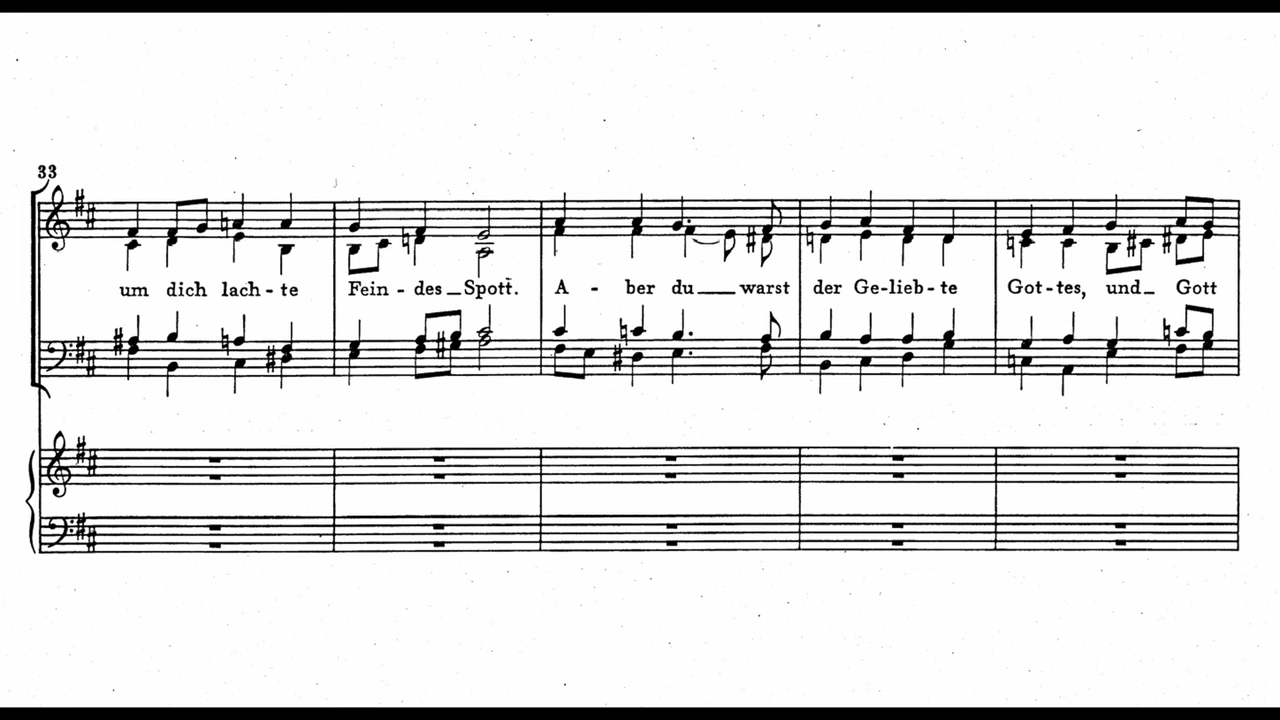 33
um dich lach - te Fein - des _ Spott. A - ber du __ warst der Ge - lieb - te Got - tes, und _ Gott